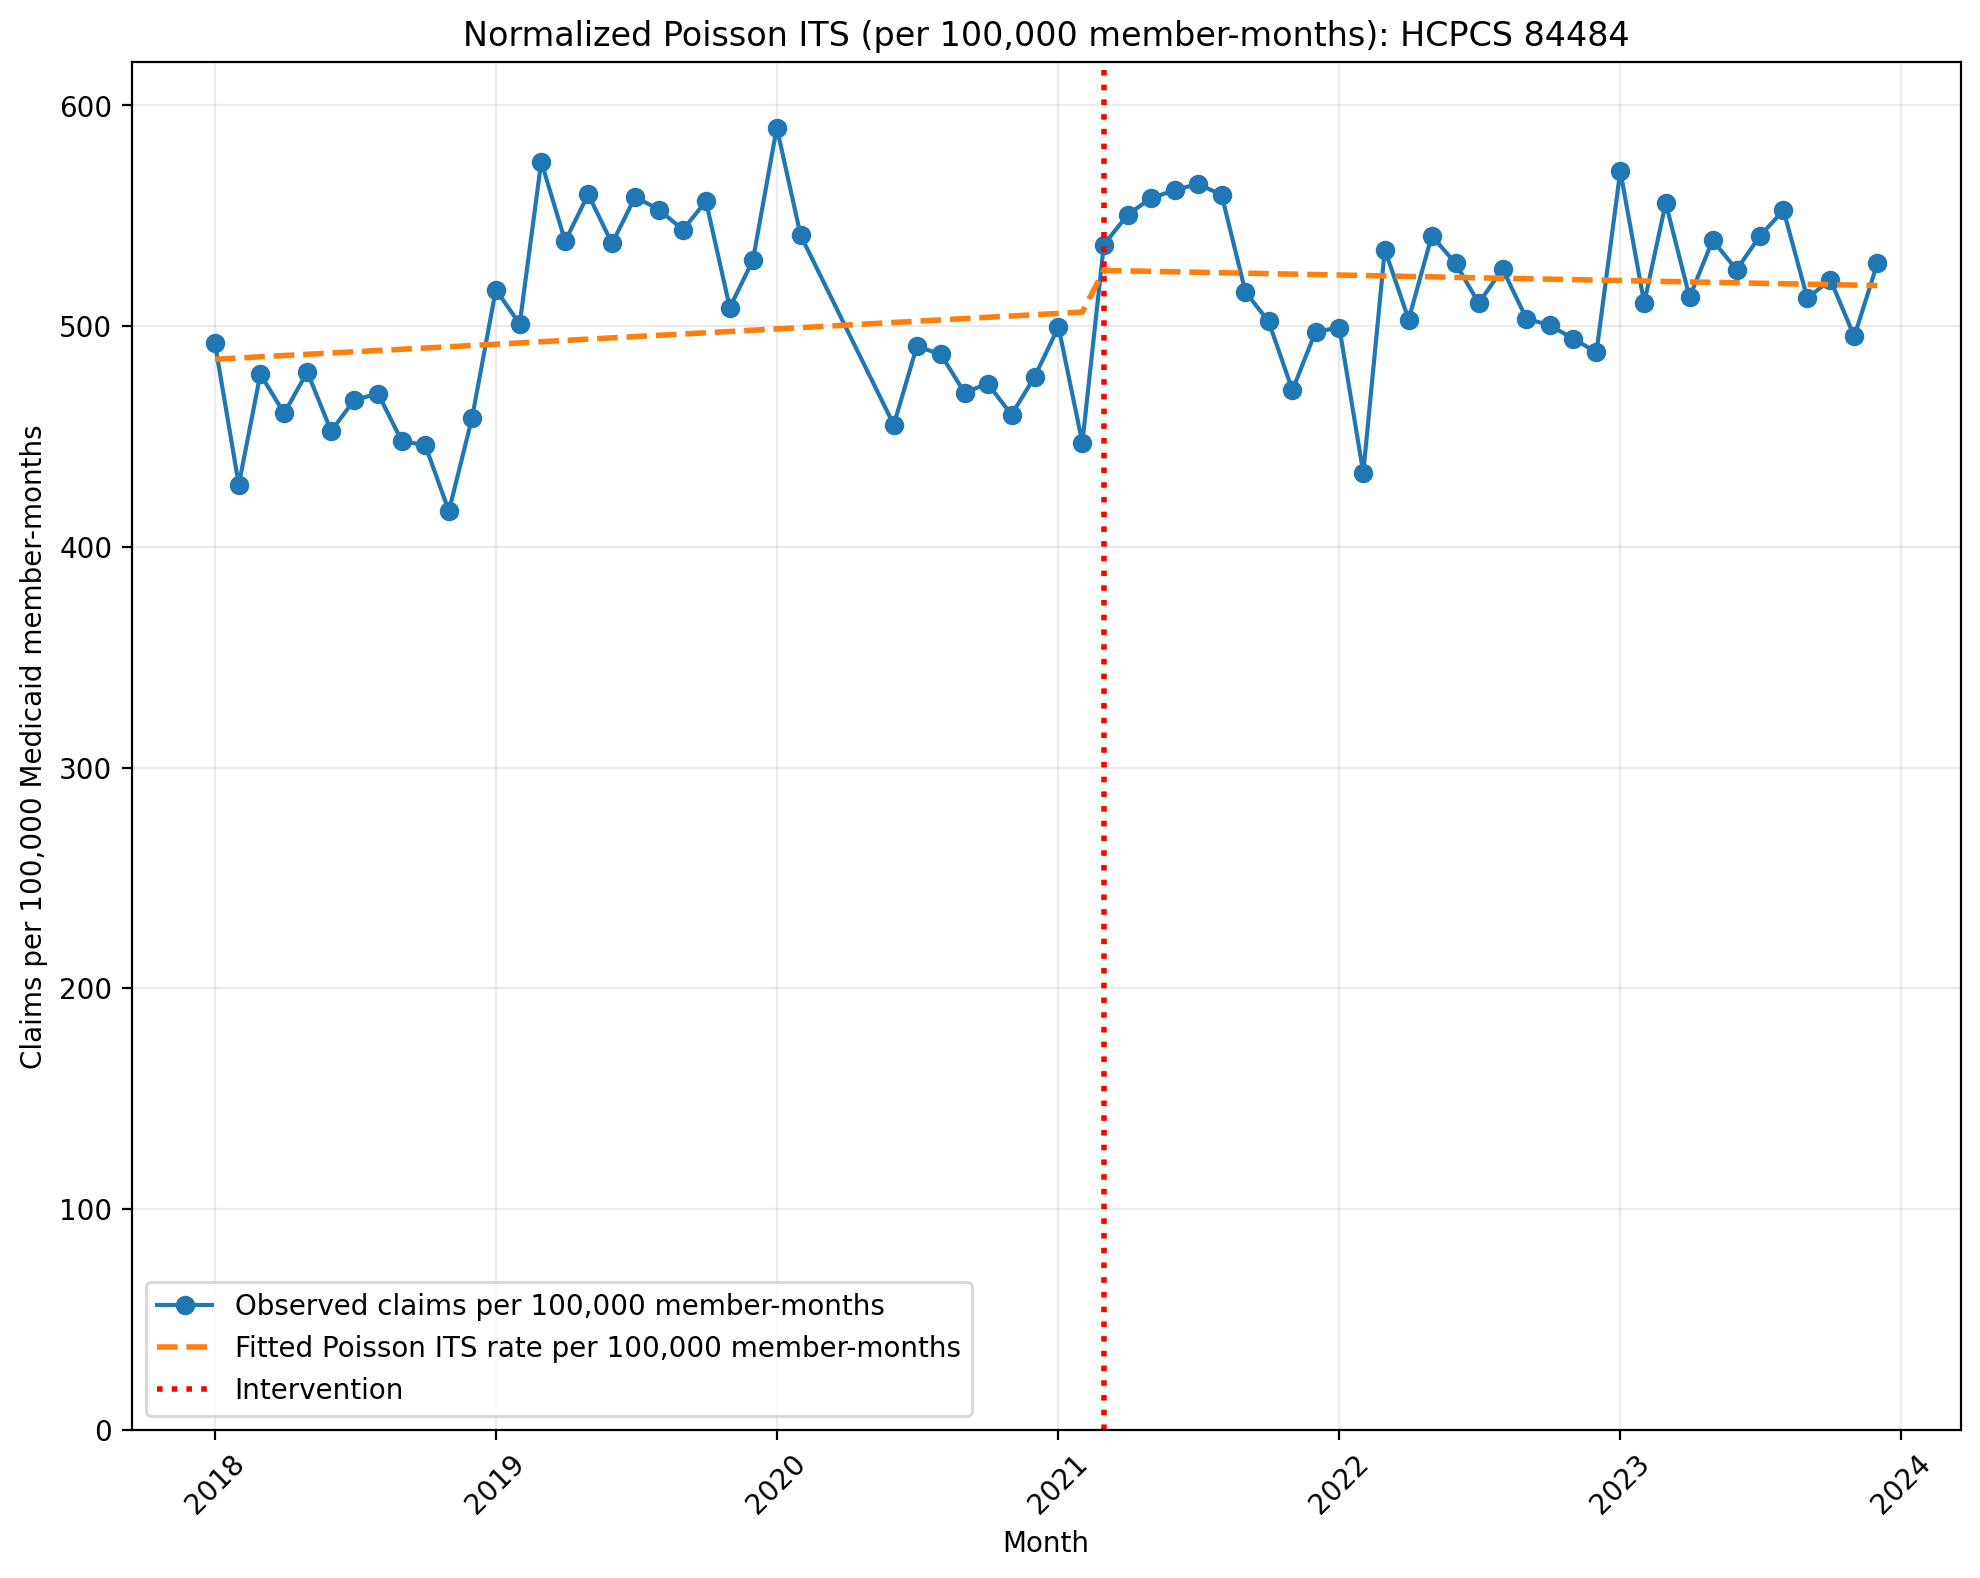 Normalized Poisson ITS (per 100,000 member-months): HCPCS 84484
Claims per 100,000 Medicaid member-months
600
500
400
300
200
100
0
Observed claims per 100,000 member-months
Fitted Poisson ITS rate per 100,000 member-months
Intervention
2018
2019
2020
2021
2022
2023
2024
Month